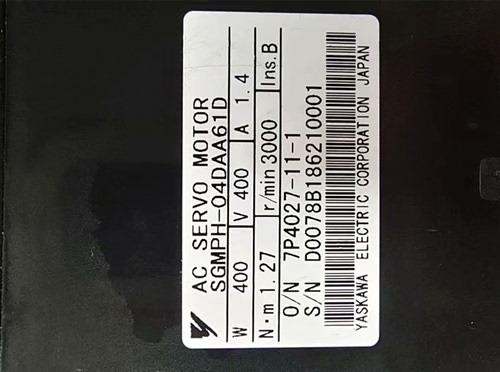 AC SERVO MOTOR
SGMPH-04DAA61D
W 400 V 400 A 1.4
N·m 1.27 r/min 3000 Ins. B
O/N 7P4027-11-1
S/N D0078B186210001
YASKAWA ELECTRIC CORPORATION JAPAN